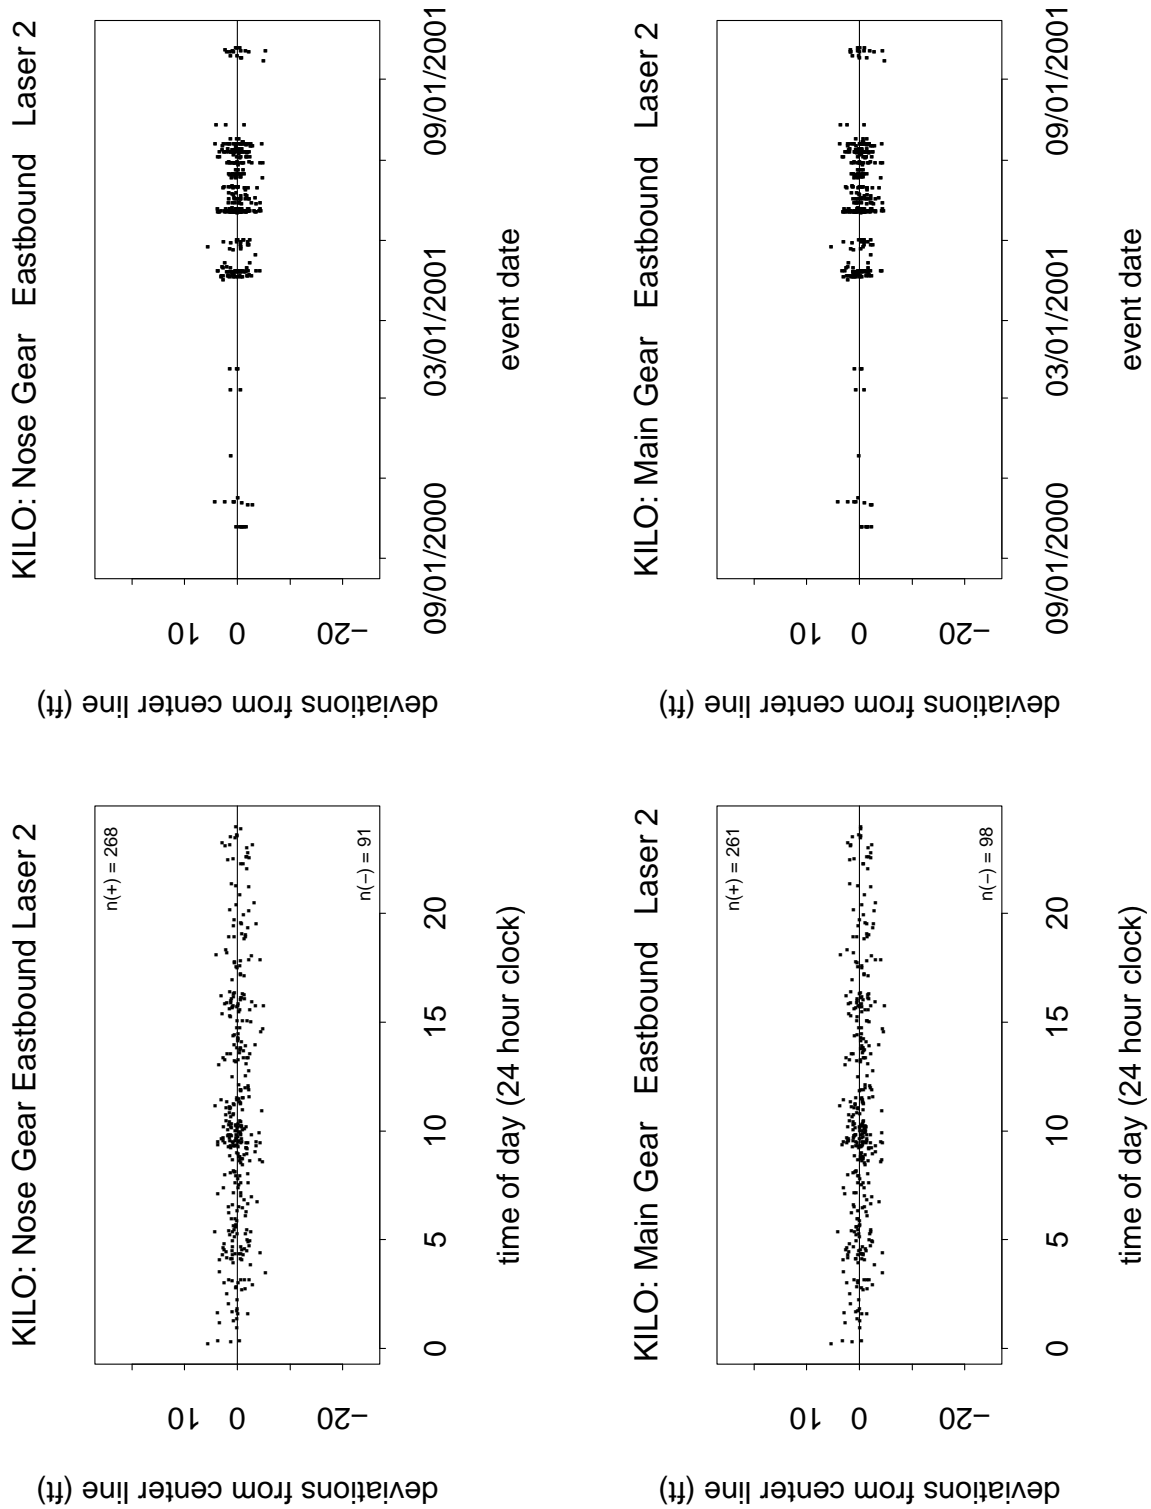 KILO: Nose Gear Eastbound Laser 2
n(+) = 268
n(−) = 91
10
0
−20
deviations from center line (ft)
0
5
10
15
20
time of day (24 hour clock)
KILO: Nose Gear Eastbound Laser 2
10
0
−20
deviations from center line (ft)
09/01/2000
03/01/2001
09/01/2001
event date
KILO: Main Gear Eastbound Laser 2
n(+) = 261
n(−) = 98
10
0
−20
deviations from center line (ft)
0
5
10
15
20
time of day (24 hour clock)
KILO: Main Gear Eastbound Laser 2
10
0
−20
deviations from center line (ft)
09/01/2000
03/01/2001
09/01/2001
event date